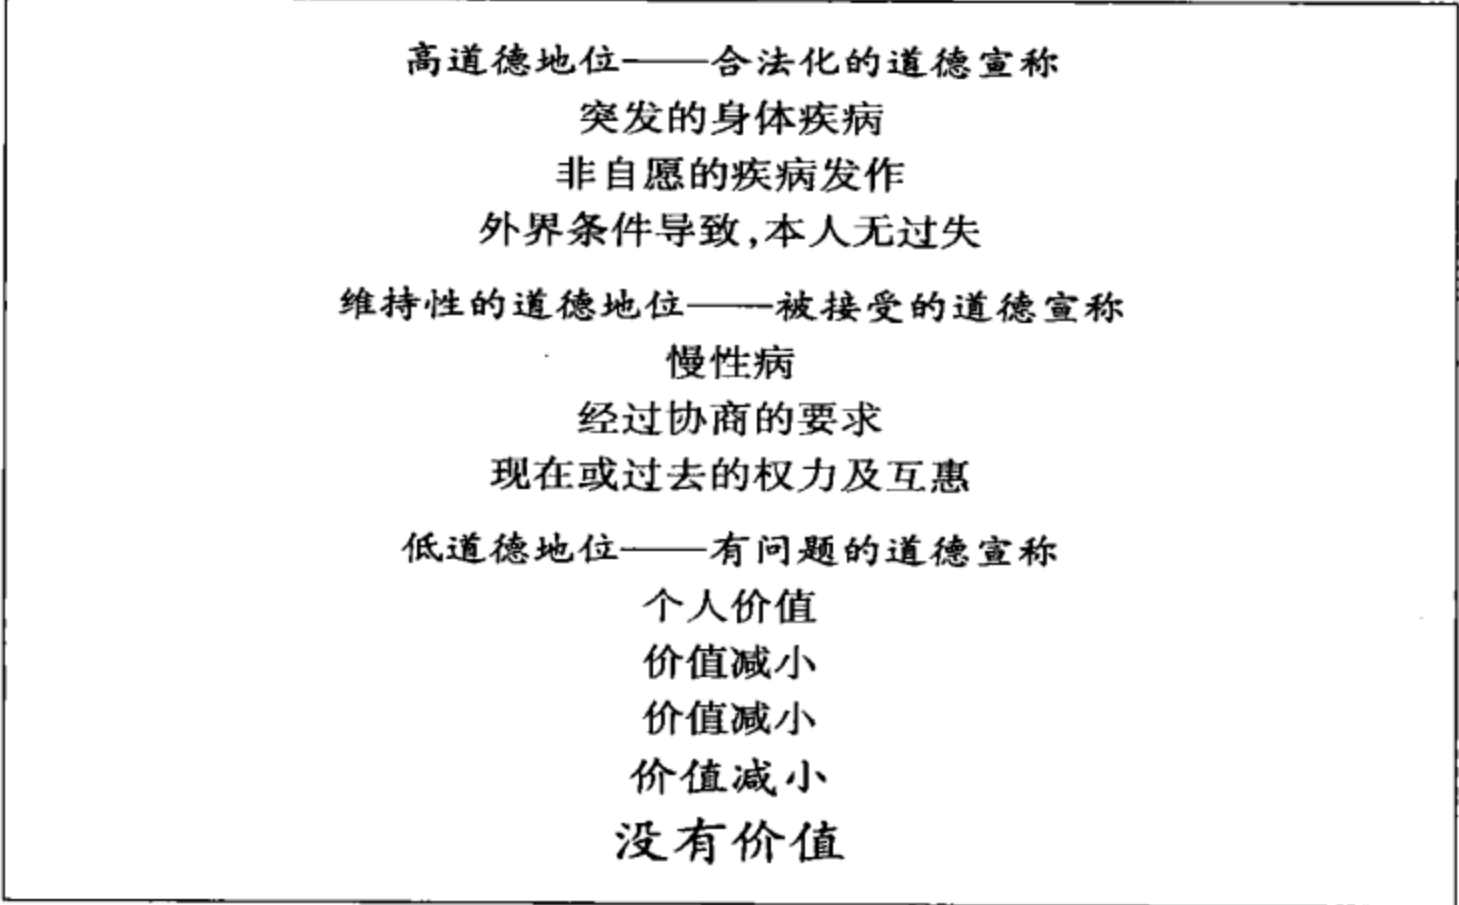 高道德地位——合法化的道德宣称
突发的身体疾病
非自愿的疾病发作
外界条件导致,本人无过失
维持性的道德地位——被接受的道德宣称
慢性病
经过协商的要求
现在或过去的权力及互惠
低道德地位——有问题的道德宣称
个人价值
价值减小
价值减小
价值减小
没有价值